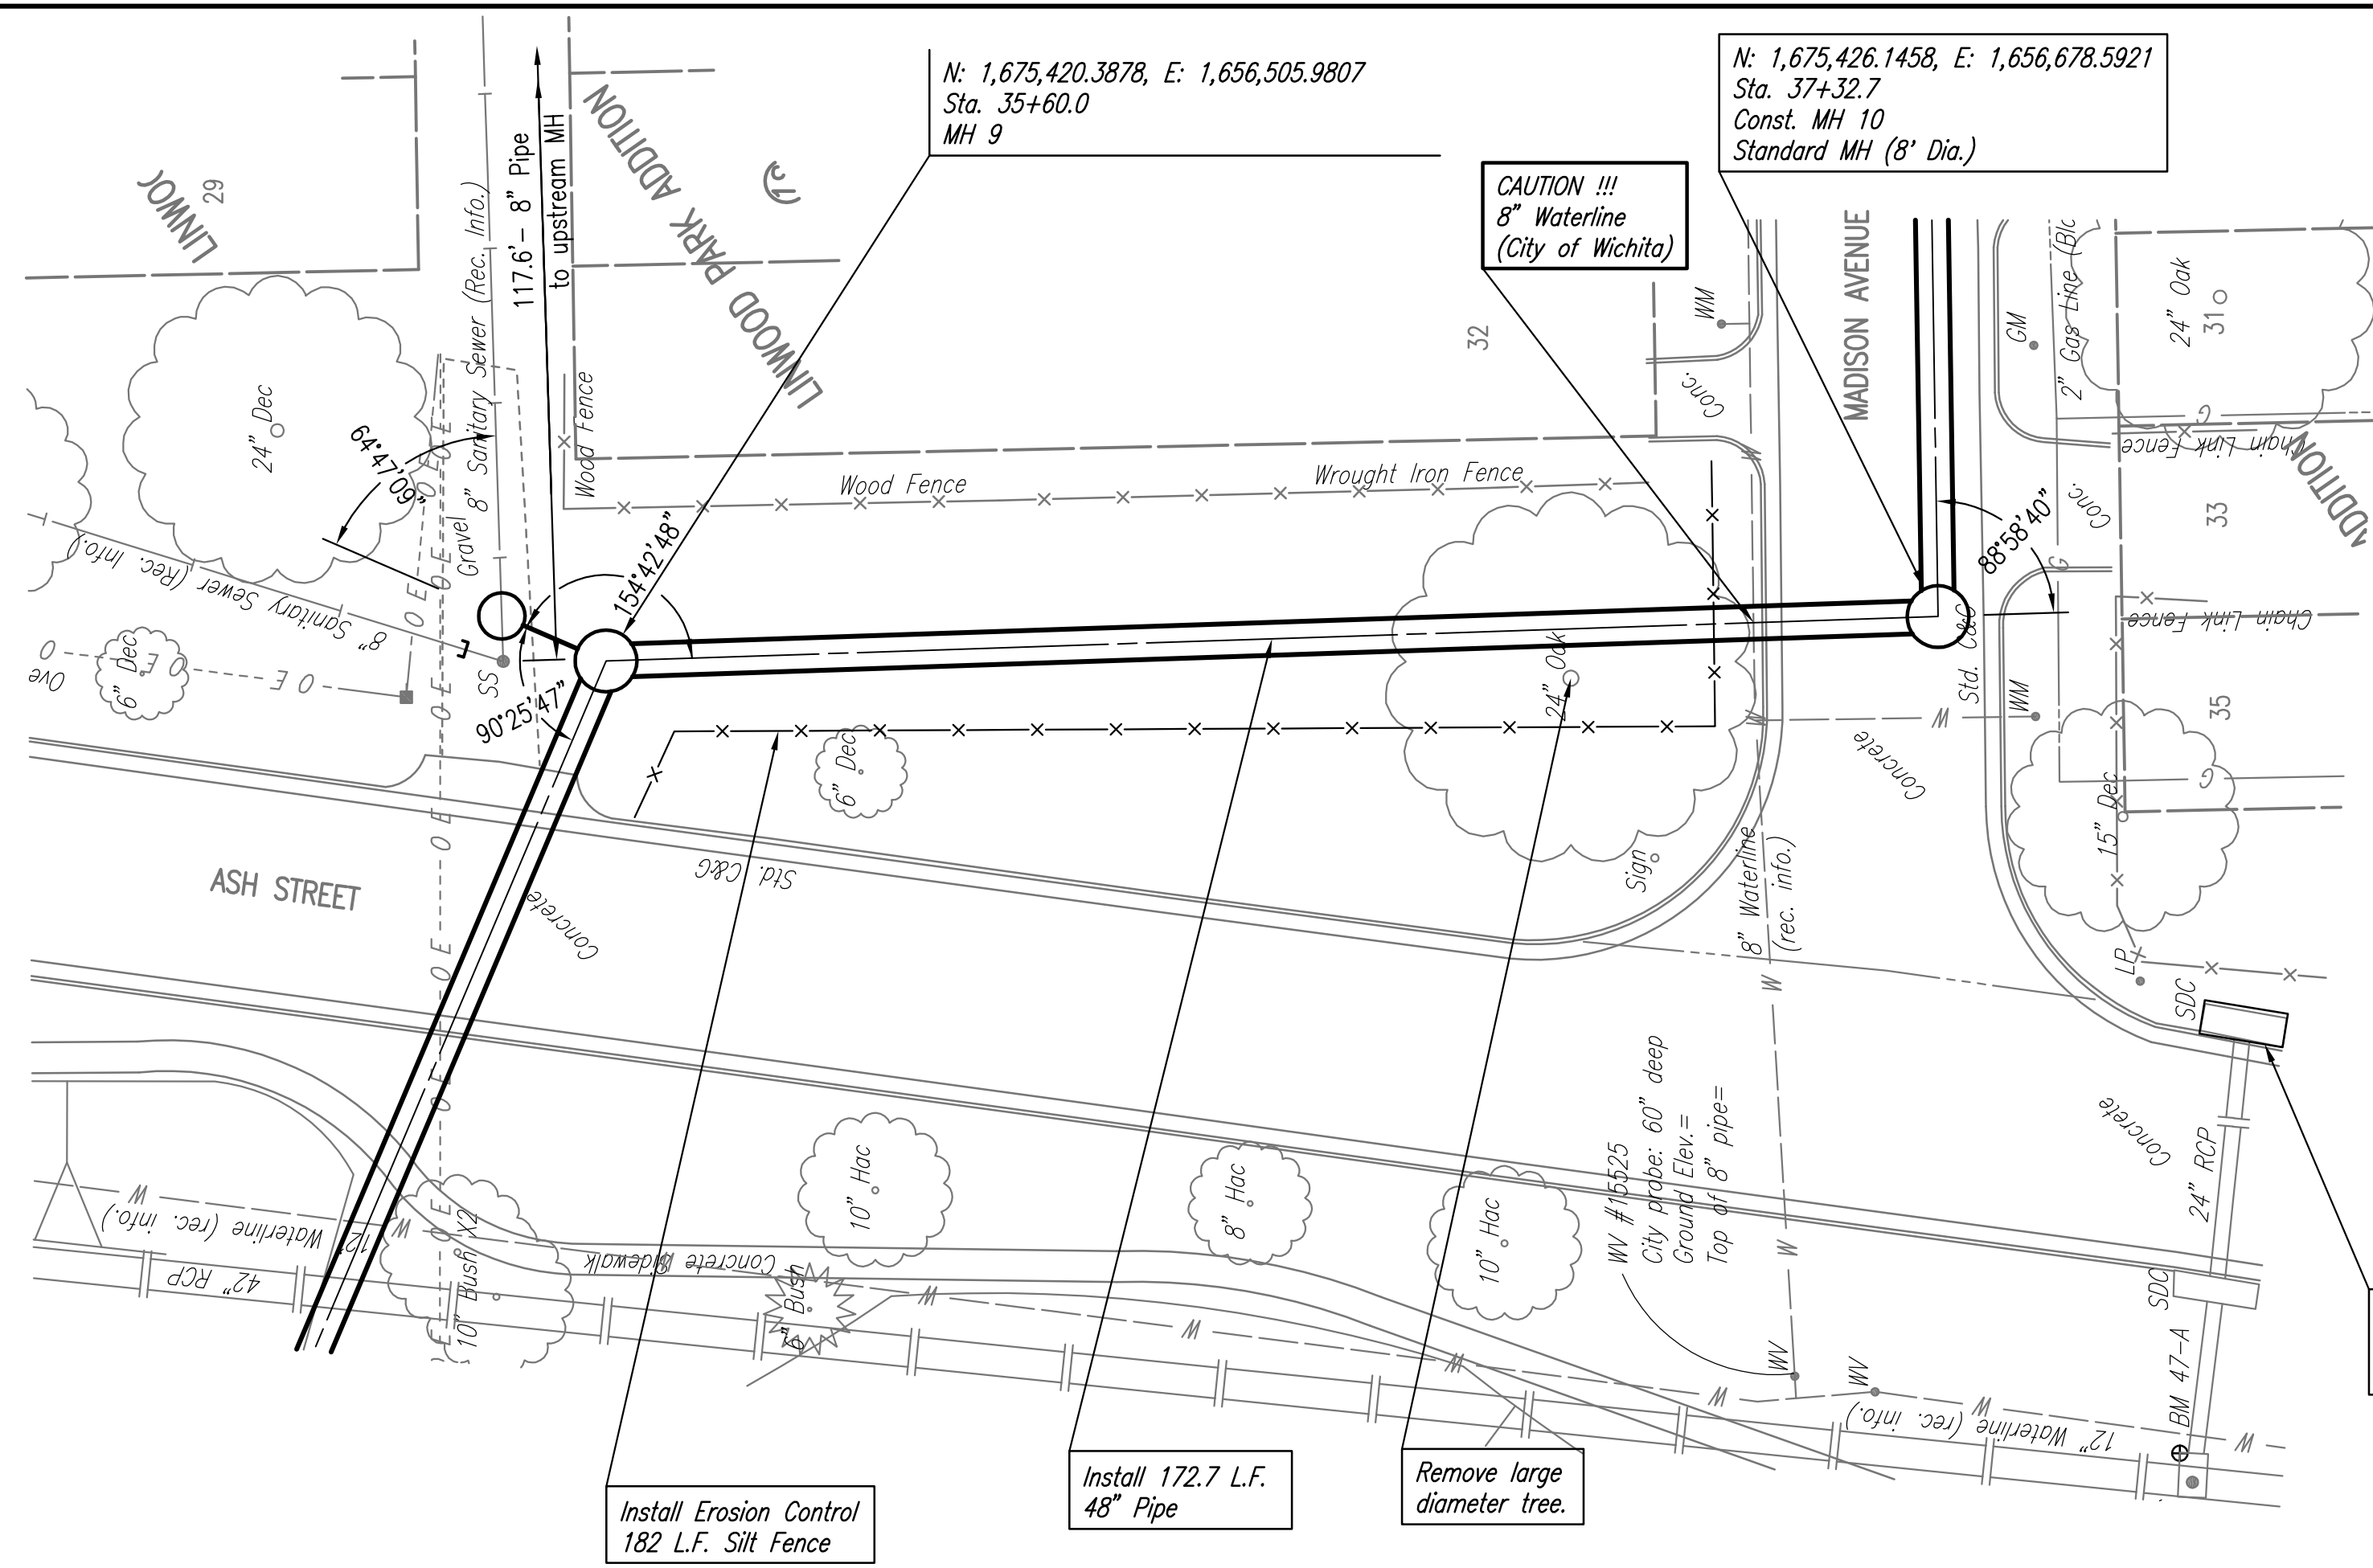 N: 1,675,420.3878, E: 1,656,505.9807
Sta. 35+60.0
MH 9
N: 1,675,426.1458, E: 1,656,678.5921
Sta. 37+32.7
Const. MH 10
Standard MH (8' Dia.)
CAUTION !!!
8" Waterline
(City of Wichita)
29
8" Sanitary Sewer (Rec. Info.)
117.6'- 8" Pipe
to upstream MH
LINWOOD PARK ADDITION
32
WM
MADISON AVENUE
GM
2" Gas Line
24" Oak
31
24" Dec
64°47'09"
Gravel
Wood Fence
Wood Fence
Wrought Iron Fence
Conc.
Chain Link Fence
ADDITION
Conc.
33
G
G
88°58'40"
154°42'48"
8" Sanitary Sewer (Rec. Info.)
Chain Link Fence
Std. C&G
WM
35
6" Dec
Ove
O E O E O
SS
90°25'47"
24" Oak
W
W
W
Concrete
G
6" Dec
15" Dec
ASH STREET
Std. C&G
Concrete
Sign
8" Waterline
(rec. info.)
LP
SDC
W
WV #15525
City probe: 60" deep
Ground Elev.=
Top of 8" pipe=
Concrete
24" RCP
10" Hac
8" Hac
10" Hac
W
12" Waterline (rec. info.)
W
42" RCP
10" Bush X2
Concrete Sidewalk
6" Bush
W
W
W
W
SDC
WV
WV
12" Waterline (rec. info.)
W
W
W
BM 47-A
Install Erosion Control
182 L.F. Silt Fence
Install 172.7 L.F.
48" Pipe
Remove large
diameter tree.